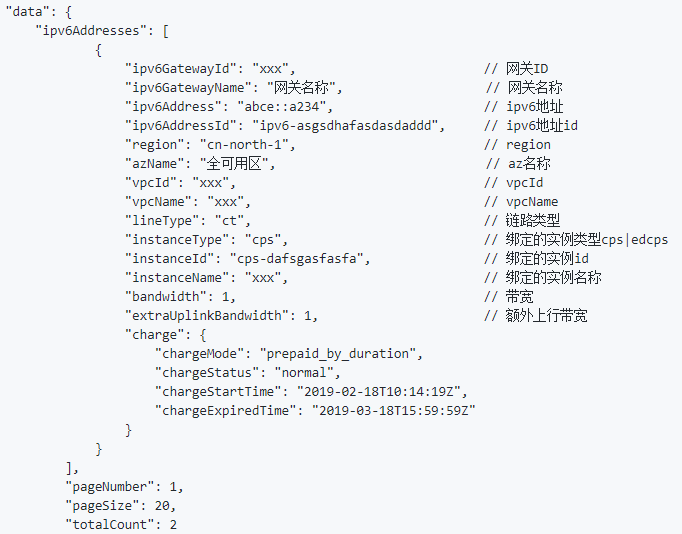 "data": {
"ipv6Addresses": [
{
"ipv6GatewayId": "xxx", // 网关ID
"ipv6GatewayName": "网关名称", // 网关名称
"ipv6Address": "abce::a234", // ipv6地址
"ipv6AddressId": "ipv6-asgsdhafasdasdaddd", // ipv6地址id
"region": "cn-north-1", // region
"azName": "全可用区", // az名称
"vpcId": "xxx", // vpcId
"vpcName": "xxx", // vpcName
"lineType": "ct", // 链路类型
"instanceType": "cps", // 绑定的实例类型cps|edcps
"instanceId": "cps-dafsgasfasfa", // 绑定的实例id
"instanceName": "xxx", // 绑定的实例名称
"bandwidth": 1, // 带宽
"extraUplinkBandwidth": 1, // 额外上行带宽
"charge": {
"chargeMode": "prepaid_by_duration",
"chargeStatus": "normal",
"chargeStartTime": "2019-02-18T10:14:19Z",
"chargeExpiredTime": "2019-03-18T15:59:59Z"
}
}
],
"pageNumber": 1,
"pageSize": 20,
"totalCount": 2